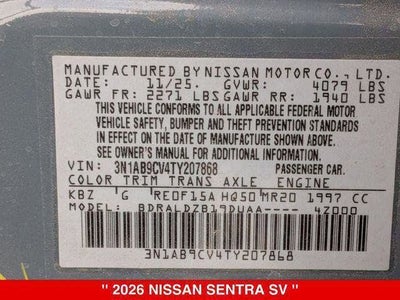 MANUFACTURED BY NISSAN MOTOR CO., LTD.
DATE: 11/25. GVWR: 4079 LBS
GAWR FR: 2271 LBS GAWR RR: 1940 LBS
THIS VEHICLE CONFORMS TO ALL APPLICABLE FEDERAL MOTOR
VEHICLE SAFETY, BUMPER AND THEFT PREVENTION STANDARDS
IN EFFECT ON THE DATE OF MANUFACTURE SHOWN ABOVE.
SEE OWNER'S MANUAL FOR ADDITIONAL INFORMATION.
VIN: 3N1AB9CV4TY207868 PASSENGER CAR.
COLOR TRIM TRANS AXLE ENGINE
KBZ G RE0F15A HQ50 MR20 1997 CC
MODEL: BDRALDZB19DUAA---- 4Z000
3N1AB9CV4TY207868
" 2026 NISSAN SENTRA SV "